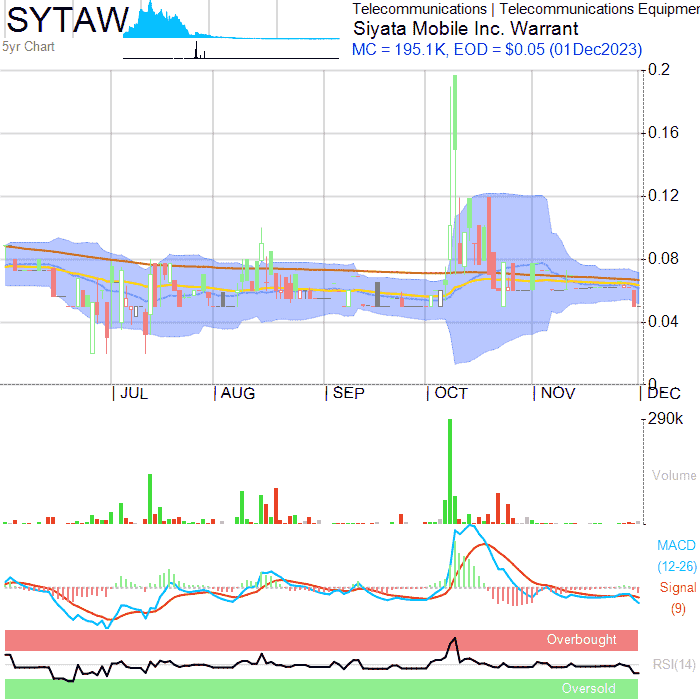 SYTAW
Telecommunications | Telecommunications Equipmen
Siyata Mobile Inc. Warrant
5yr Chart
MC = 195.1K, EOD = $0.05 (01Dec2023)
0.2
0.16
0.12
0.08
0.04
0
JUL AUG SEP OCT NOV DEC
290k
Volume
MACD
(12-26)
Signal
(9)
Overbought
RSI(14)
Oversold